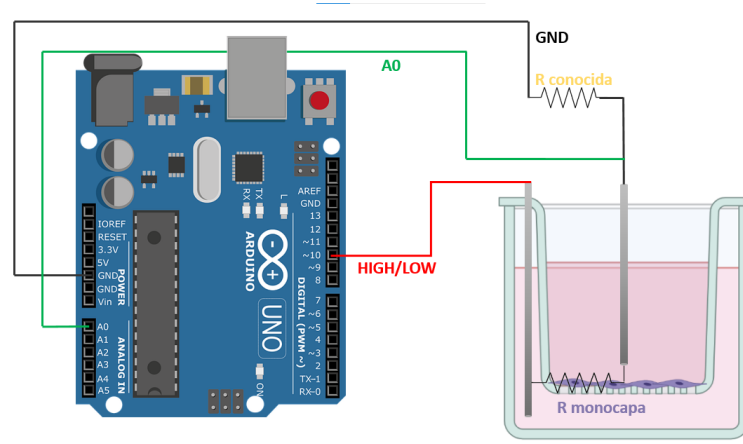 GND
A0
R conocida
HIGH/LOW
R monocapa
IOREF
RESET
3.3V
5V
GND
GND
Vin
POWER
A0
A1
A2
A3
A4
A5
ANALOG IN
RX
TX
L
ARDUINO
UNO
ON
AREF
GND
13
12
~11
~10
~9
8
7
~6
~5
4
~3
2
TX-1
RX-0
DIGITAL (PWM ~)